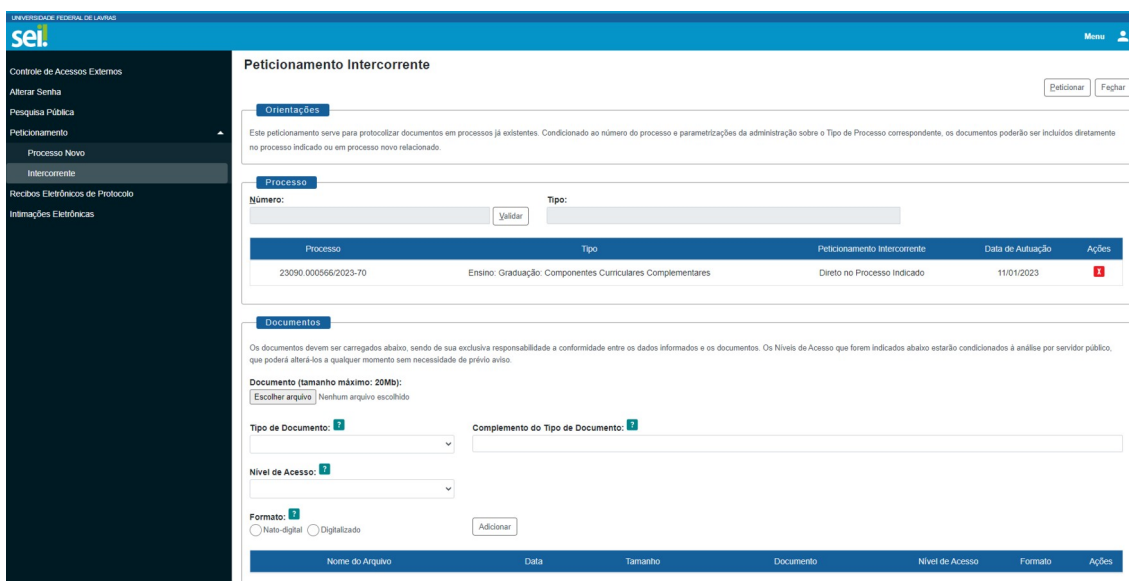 UNIVERSIDADE FEDERAL DE LAVRAS
sei!
Menu
Controle de Acessos Externos
Alterar Senha
Pesquisa Pública
Peticionamento
Processo Novo
Intercorrente
Recibos Eletrônicos de Protocolo
Intimações Eletrônicas
Peticionamento Intercorrente
Peticionar Fechar
Orientações
Este peticionamento serve para protocolizar documentos em processos já existentes. Condicionado ao número do processo e parametrizações da administração sobre o Tipo de Processo correspondente, os documentos poderão ser incluídos diretamente
no processo indicado ou em processo novo relacionado.
Processo
Número: Tipo:
Validar
Processo Tipo Peticionamento Intercorrente Data de Autuação Ações
23090.000566/2023-70 Ensino: Graduação: Componentes Curriculares Complementares Direto no Processo Indicado 11/01/2023
Documentos
Os documentos devem ser carregados abaixo, sendo de sua exclusiva responsabilidade a conformidade entre os dados informados e os documentos. Os Níveis de Acesso que forem indicados abaixo estarão condicionados à análise por servidor público,
que poderá alterá-los a qualquer momento sem necessidade de prévio aviso.
Documento (tamanho máximo: 20Mb):
Escolher arquivo Nenhum arquivo escolhido
Tipo de Documento: ? Complemento do Tipo de Documento: ?
Nível de Acesso: ?
Formato: ?
Nato-digital Digitalizado Adicionar
Nome do Arquivo Data Tamanho Documento Nível de Acesso Formato Ações